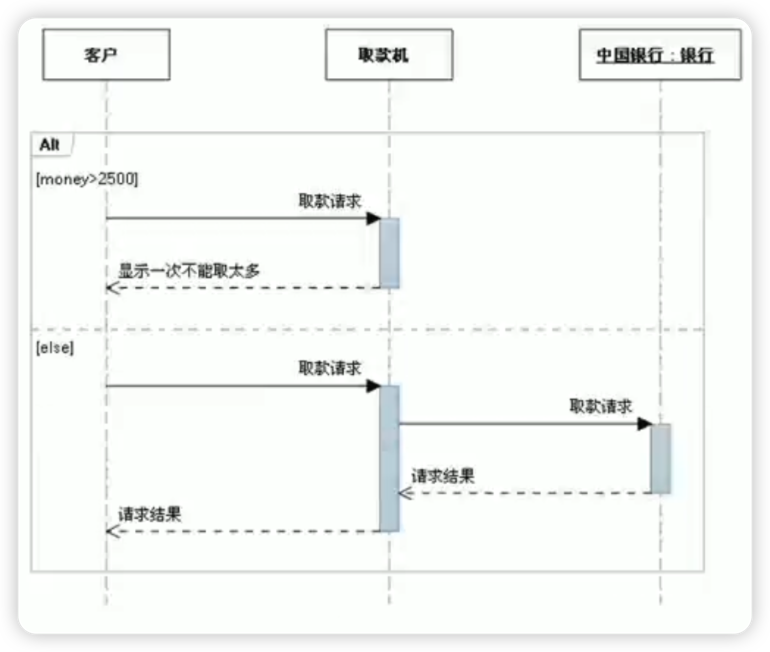 客户
取款机
中国银行：银行
Alt
[money>2500]
取款请求
显示一次不能取太多
[else]
取款请求
取款请求
请求结果
请求结果